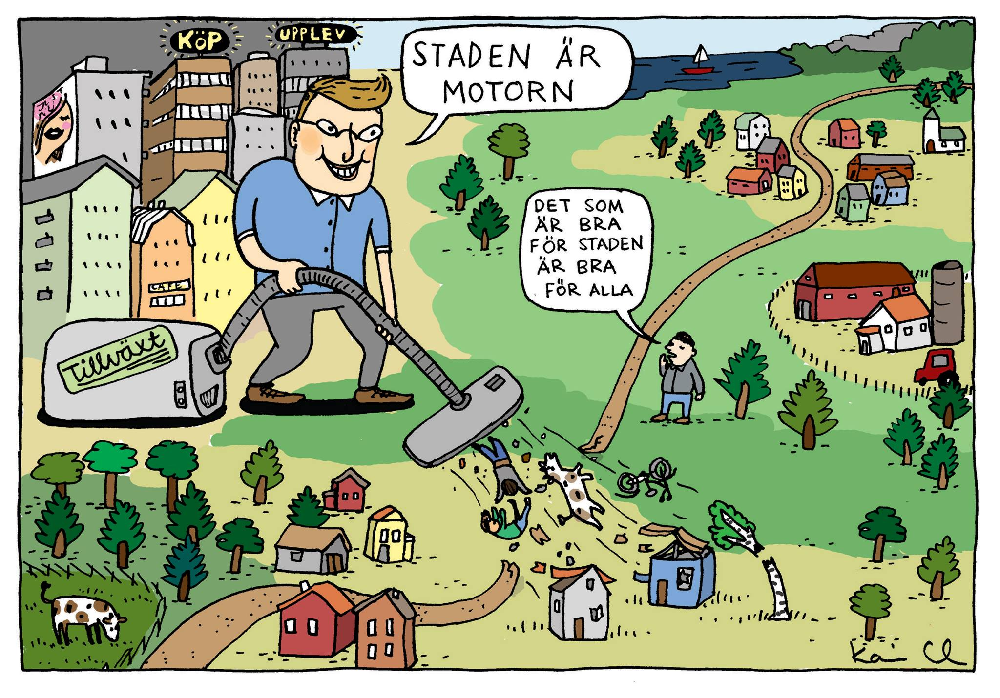 KÖP
UPPLEV
STADEN ÄR
MOTORN
DET SOM
ÄR BRA
FÖR STADEN
ÄR BRA
FÖR ALLA
CAFE
Tillväxt